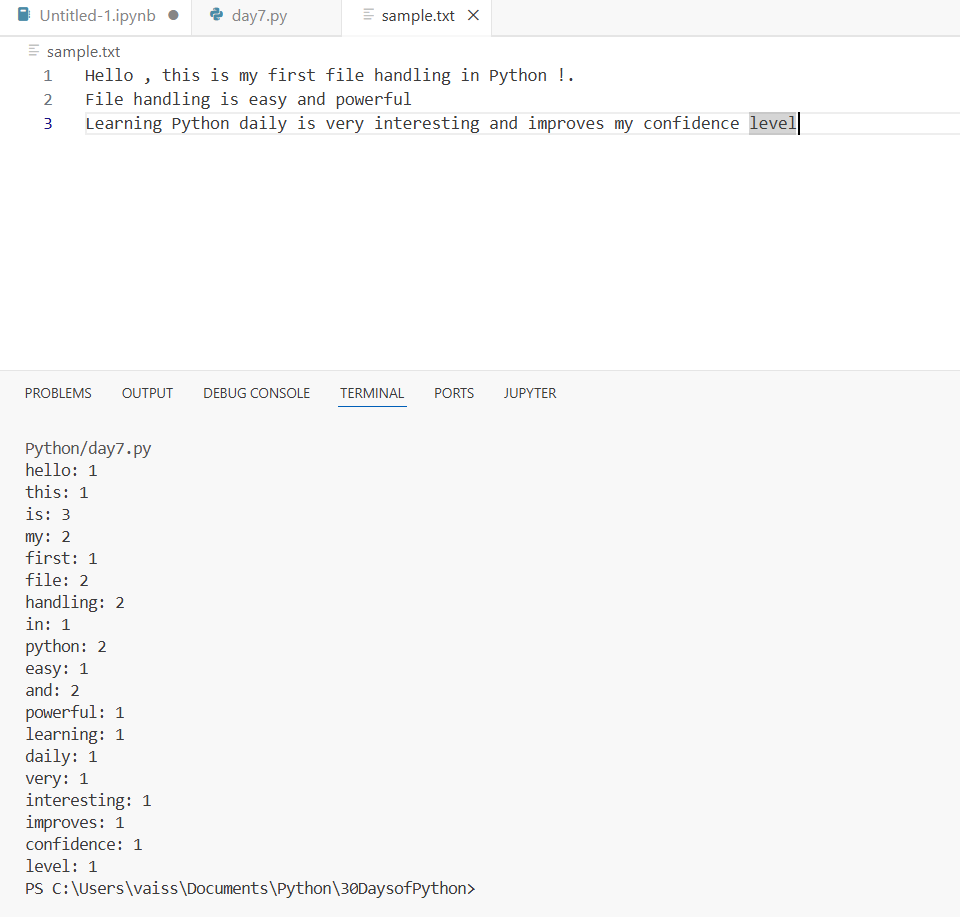 Untitled-1.ipynb
day7.py
sample.txt
sample.txt
1 Hello , this is my first file handling in Python !.
2 File handling is easy and powerful
3 Learning Python daily is very interesting and improves my confidence level
PROBLEMS OUTPUT DEBUG CONSOLE TERMINAL PORTS JUPYTER
Python/day7.py
hello: 1
this: 1
is: 3
my: 2
first: 1
file: 2
handling: 2
in: 1
python: 2
easy: 1
and: 2
powerful: 1
learning: 1
daily: 1
very: 1
interesting: 1
improves: 1
confidence: 1
level: 1
PS C:\Users\vaiss\Documents\Python\30DaysofPython>